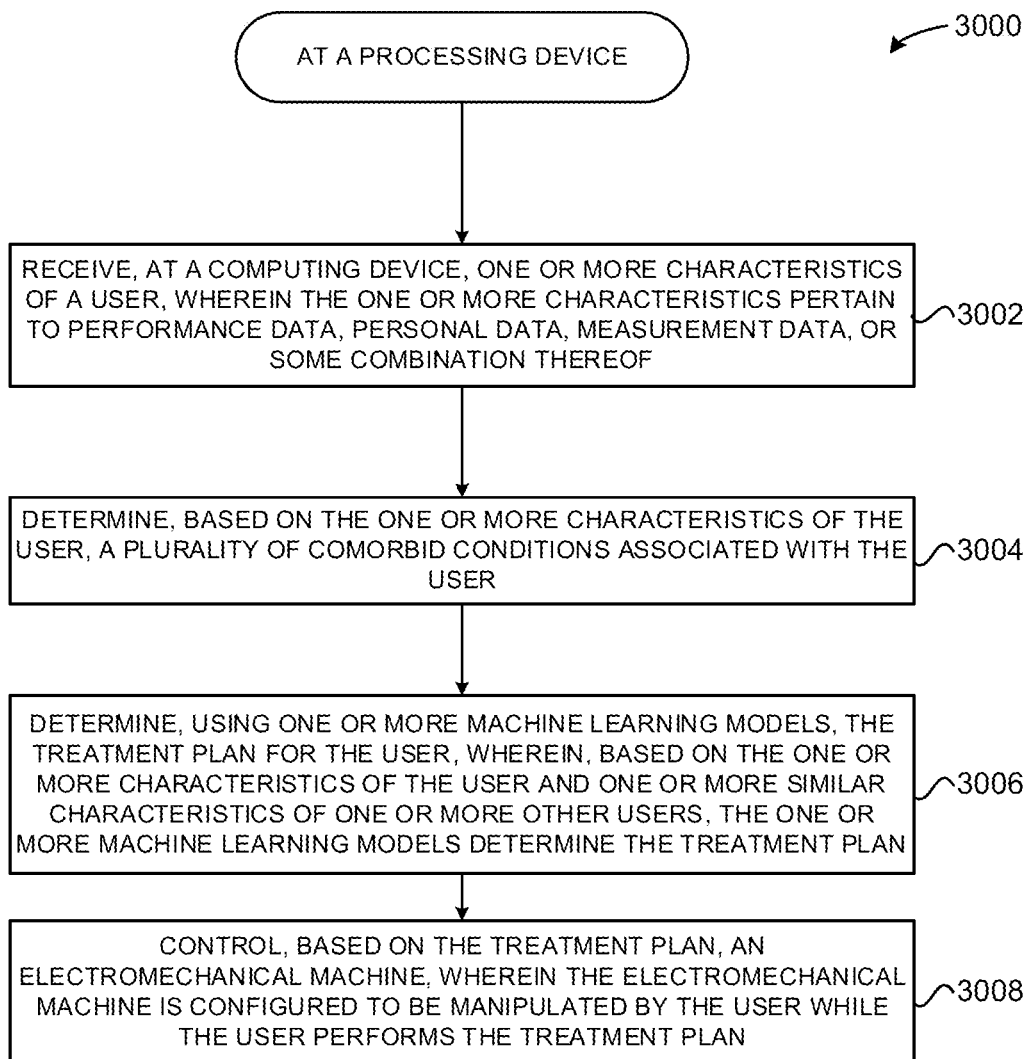 3000
AT A PROCESSING DEVICE
RECEIVE, AT A COMPUTING DEVICE, ONE OR MORE CHARACTERISTICS
OF A USER, WHEREIN THE ONE OR MORE CHARACTERISTICS PERTAIN
TO PERFORMANCE DATA, PERSONAL DATA, MEASUREMENT DATA, OR
SOME COMBINATION THEREOF
3002
DETERMINE, BASED ON THE ONE OR MORE CHARACTERISTICS OF THE
USER, A PLURALITY OF COMORBID CONDITIONS ASSOCIATED WITH THE
USER
3004
DETERMINE, USING ONE OR MORE MACHINE LEARNING MODELS, THE
TREATMENT PLAN FOR THE USER, WHEREIN, BASED ON THE ONE OR
MORE CHARACTERISTICS OF THE USER AND ONE OR MORE SIMILAR
CHARACTERISTICS OF ONE OR MORE OTHER USERS, THE ONE OR
MORE MACHINE LEARNING MODELS DETERMINE THE TREATMENT PLAN
3006
CONTROL, BASED ON THE TREATMENT PLAN, AN
ELECTROMECHANICAL MACHINE, WHEREIN THE ELECTROMECHANICAL
MACHINE IS CONFIGURED TO BE MANIPULATED BY THE USER WHILE
THE USER PERFORMS THE TREATMENT PLAN
3008